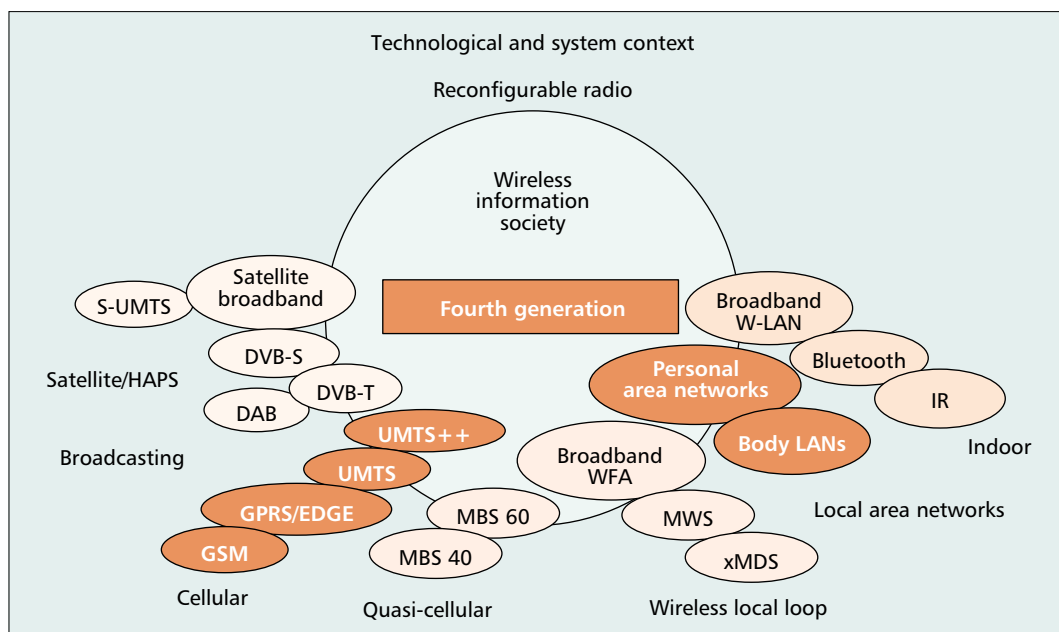 Technological and system context
Reconfigurable radio
Wireless
information
society
Satellite
broadband
S-UMTS
Fourth generation
Broadband
W-LAN
DVB-S
Bluetooth
Personal
area networks
Satellite/HAPS
DVB-T
IR
DAB
UMTS++
Body LANs
Indoor
Broadcasting
Broadband
WFA
UMTS
GPRS/EDGE
MBS 60
MWS
Local area networks
GSM
MBS 40
xMDS
Cellular
Quasi-cellular
Wireless local loop